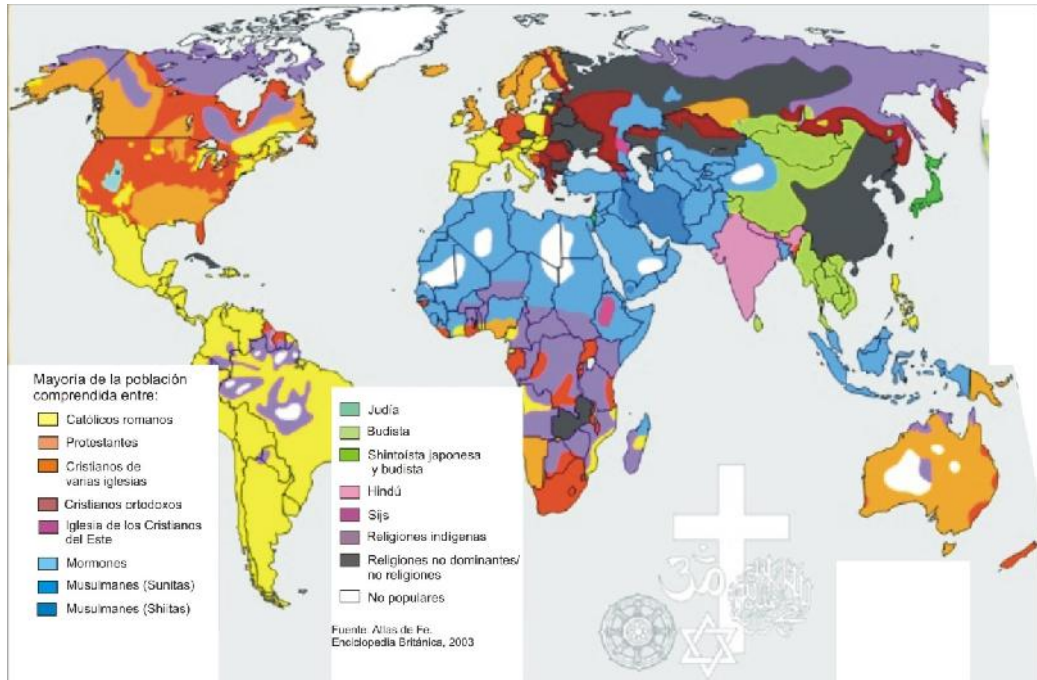 Mayoría de la población
comprendida entre:
Católicos romanos
Protestantes
Cristianos de
varias iglesias
Cristianos ortodoxos
Iglesia de los Cristianos
del Este
Mormones
Musulmanes (Sunitas)
Musulmanes (Shiitas)
Judía
Budista
Shintoísta japonesa
y budista
Hindú
Sijs
Religiones indígenas
Religiones no dominantes/
no religiones
No populares
Fuente: Atlas de Fe.
Enciclopedia Británica, 2003